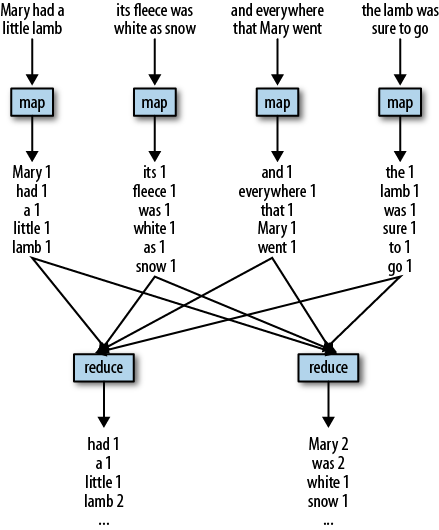 Mary had a
little lamb
its fleece was
white as snow
and everywhere
that Mary went
the lamb was
sure to go
map
map
map
map
Mary 1
had 1
a 1
little 1
lamb 1
its 1
fleece 1
was 1
white 1
as 1
snow 1
and 1
everywhere 1
that 1
Mary 1
went 1
the 1
lamb 1
was 1
sure 1
to 1
go 1
reduce
reduce
had 1
a 1
little 1
lamb 2
...
Mary 2
was 2
white 1
snow 1
...